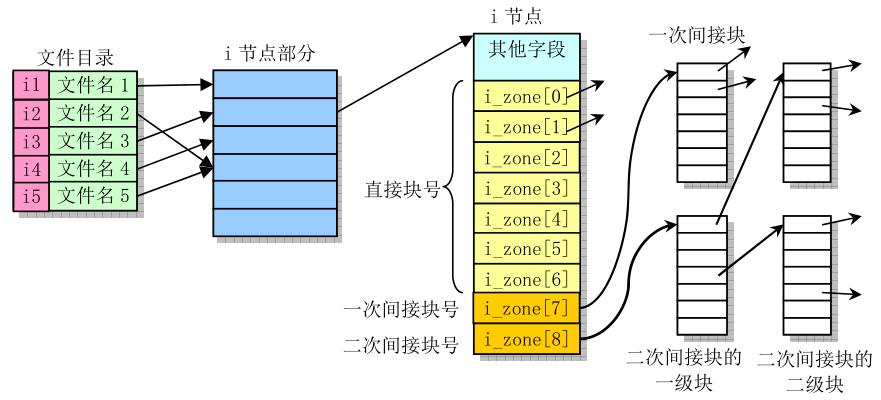 文件目录
i1 文件名 1
i2 文件名 2
i3 文件名 3
i4 文件名 4
i5 文件名 5
i 节点部分
i 节点
其他字段
i_zone[0]
i_zone[1]
i_zone[2]
i_zone[3]
i_zone[4]
i_zone[5]
i_zone[6]
i_zone[7]
i_zone[8]
直接块号
一次间接块号
二次间接块号
一次间接块
二次间接块的
一级块
二次间接块的
二级块